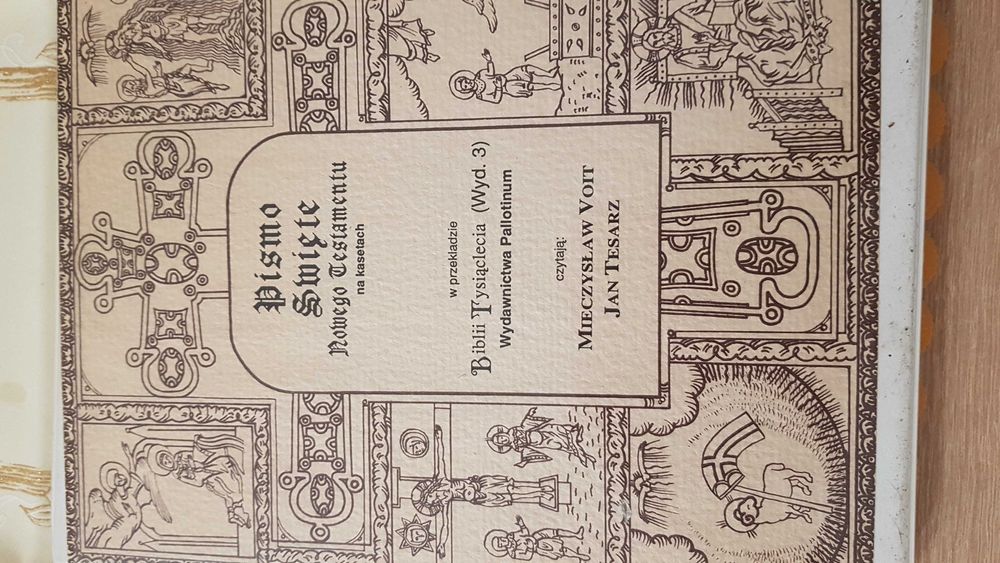 Pismo
Święte
Nowego Testamentu
na kasetach
w przekładzie
Biblii Tysiąclecia (Wyd. 3)
Wydawnictwa Pallotinum
czytają:
MIECZYSŁAW VOIT
JAN TESARZ